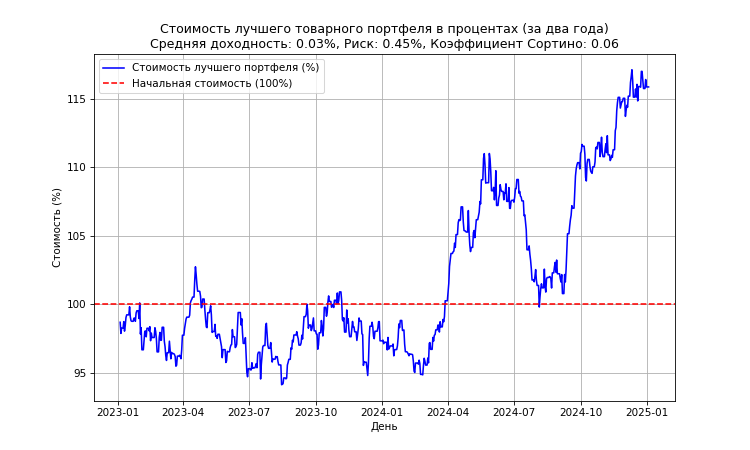 Стоимость лучшего товарного портфеля в процентах (за два года)
Средняя доходность: 0.03%, Риск: 0.45%, Коэффициент Сортино: 0.06
Стоимость лучшего портфеля (%)
Начальная стоимость (100%)
Стоимость (%)
115
110
105
100
95
2023-01 2023-04 2023-07 2023-10 2024-01 2024-04 2024-07 2024-10 2025-01
День